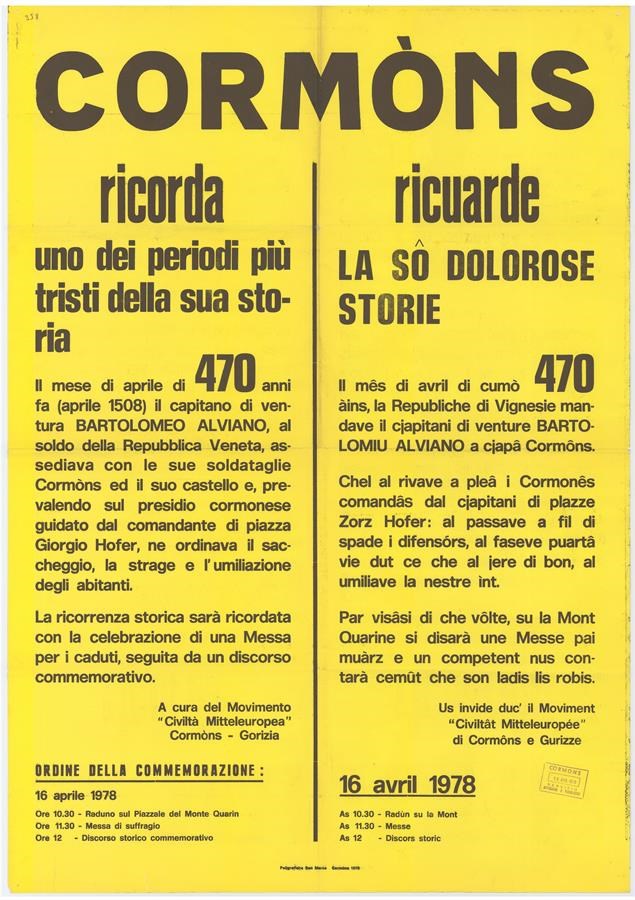 258
CORMÒNS
ricorda
uno dei periodi più
tristi della sua sto-
ria
Il mese di aprile di 470 anni
fa (aprile 1508) il capitano di ven-
tura BARTOLOMEO ALVIANO, al
soldo della Repubblica Veneta, as-
sediava con le sue soldataglie
Cormòns ed il suo castello e, pre-
valendo sul presidio cormonese
guidato dal comandante di piazza
Giorgio Hofer, ne ordinava il sac-
cheggio, la strage e l'umiliazione
degli abitanti.
La ricorrenza storica sarà ricordata
con la celebrazione di una Messa
per i caduti, seguita da un discorso
commemorativo.
A cura del Movimento
"Civiltà Mitteleuropea"
Cormòns - Gorizia
ORDINE DELLA COMMEMORAZIONE :
16 aprile 1978
Ore 10.30 - Raduno sul Piazzale del Monte Quarin
Ore 11.30 - Messa di suffragio
Ore 12 - Discorso storico commemorativo
ricuarde
LA SÔ DOLOROSE
STORIE
Il mês di avril di cumò 470
àins, la Republiche di Vignesie man-
dave il cjapitani di venture BARTO-
LOMIU ALVIANO a cjapâ Cormôns.
Chel al rivave a pleâ i Cormonês
comandâs dal cjapitani di plazze
Zorz Hofer: al passave a fil di
spade i difensórs, al faseve puartâ
vie dut ce che al jere di bon, al
umiliave la nestre ìnt.
Par visâsi di che vôlte, su la Mont
Quarine si disarà une Messe pai
muàrz e un competent nus con-
tarà cemût che son ladis lis robis.
Us invide duc' il Moviment
"Civiltât Mitteleuropée"
di Cormôns e Gurizze
16 avril 1978
As 10.30 - Radùn su la Mont
As 11.30 - Messe
As 12 - Discors storic
CORMÒNS
Poligrafiche San Marco Cormòns 1978